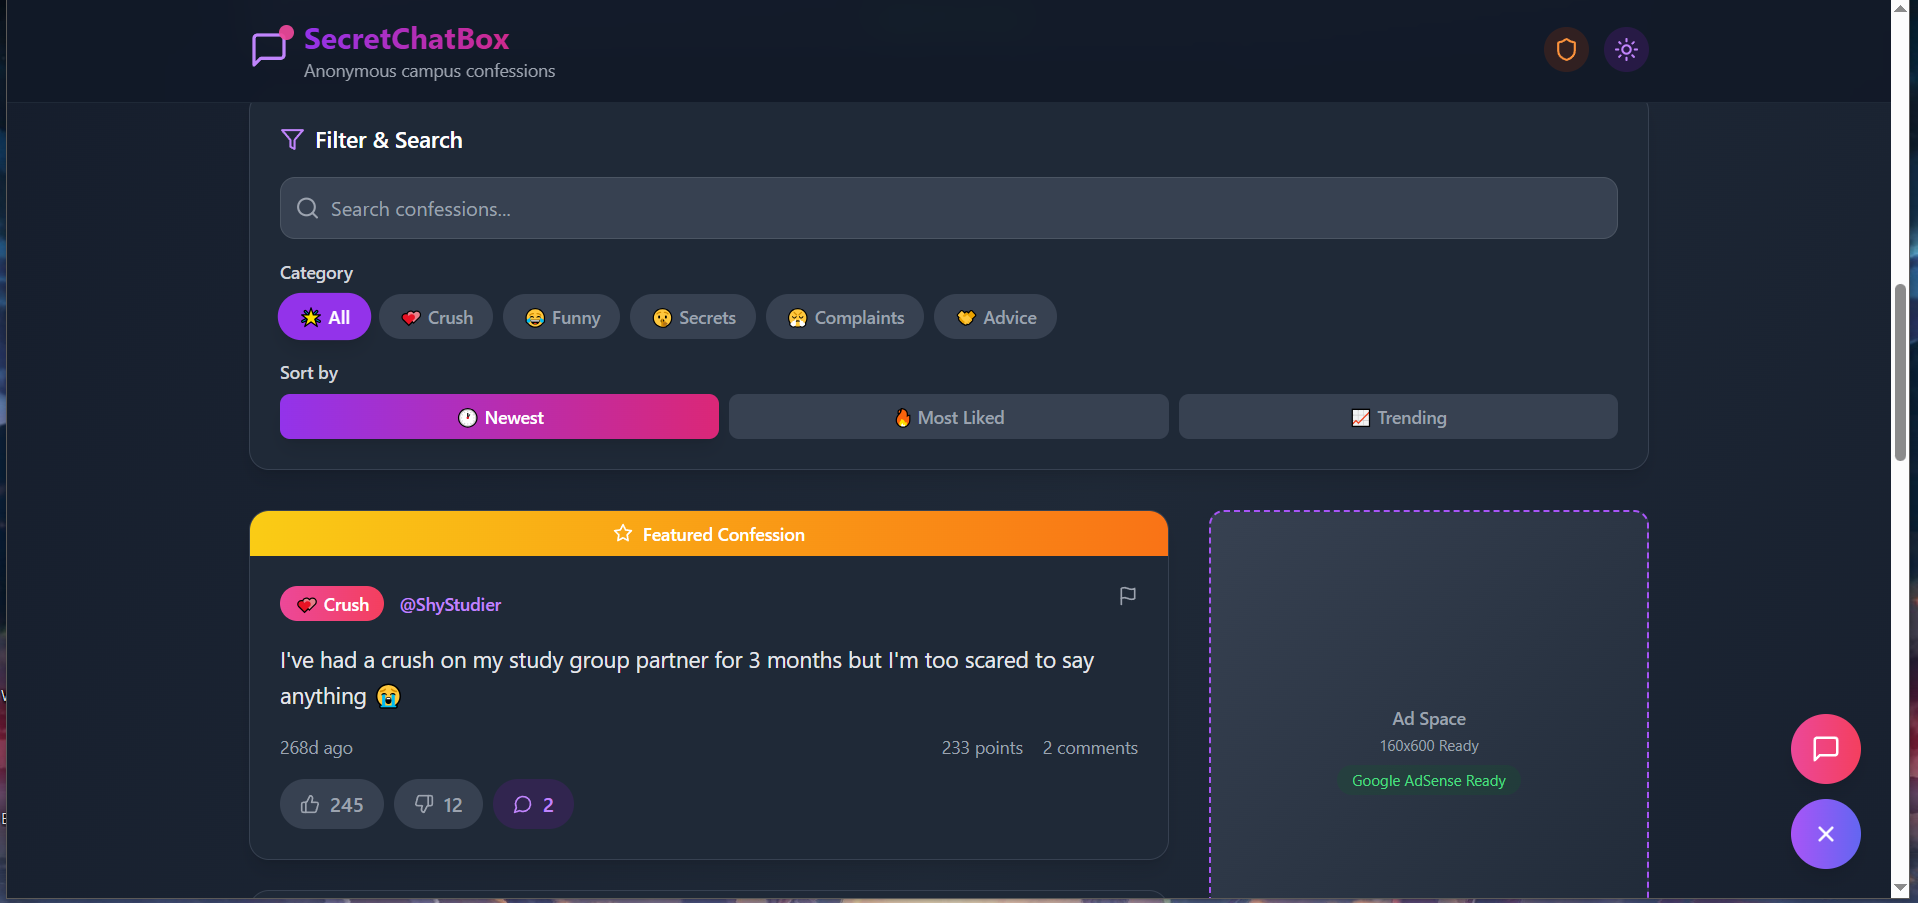 SecretChatBox
Anonymous campus confessions
Filter & Search
Search confessions...
Category
All
Crush
Funny
Secrets
Complaints
Advice
Sort by
Newest
Most Liked
Trending
Featured Confession
Crush
@ShyStudier
I've had a crush on my study group partner for 3 months but I'm too scared to say
anything 😭
268d ago
233 points
2 comments
245
12
2
Ad Space
160x600 Ready
Google AdSense Ready